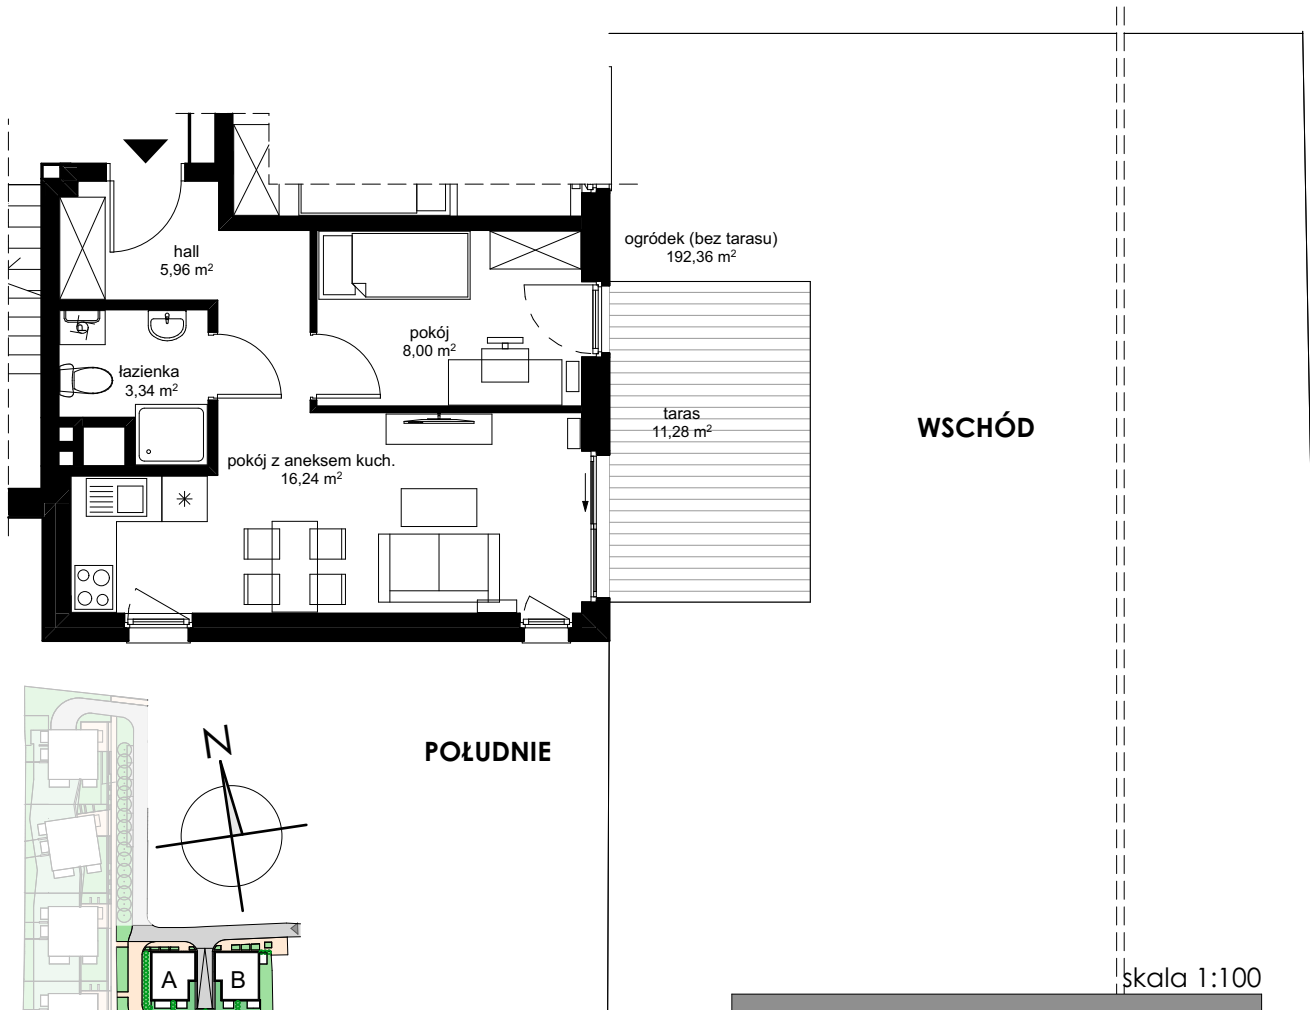 hall
5,96 m²
ogródek (bez tarasu)
192,36 m²
pokój
8,00 m²
łazienka
3,34 m²
taras
11,28 m²
WSCHÓD
pokój z aneksem kuch.
16,24 m²
POŁUDNIE
N
A
B
skala 1:100